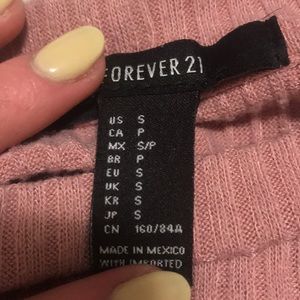 FOREVER 21
US S
CA P
MX S/P
BR P
EU S
UK S
KR S
JP S
CN 160/84A
MADE IN MEXICO
WITH IMPORTED